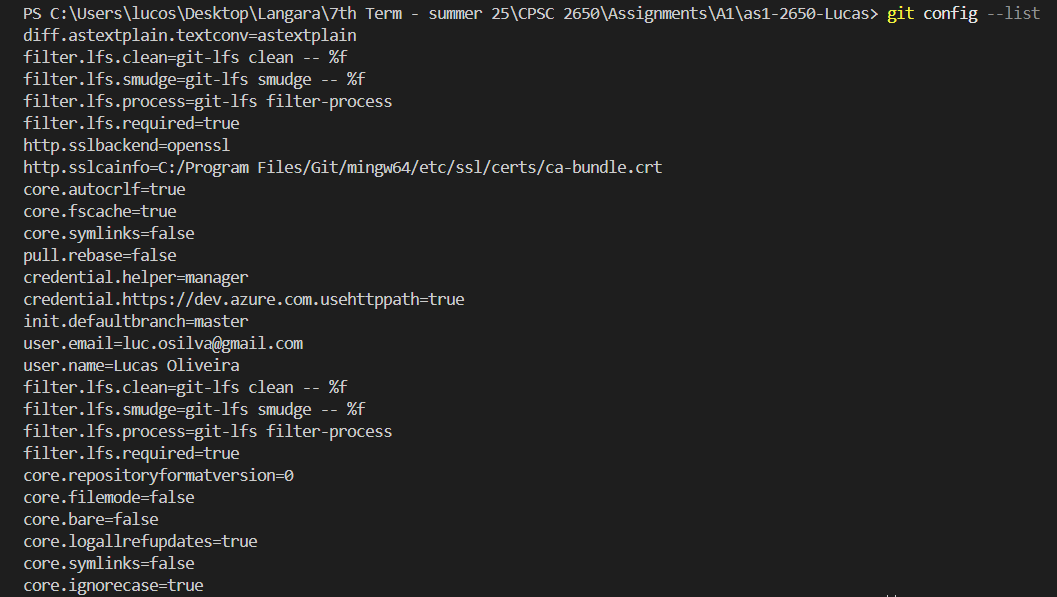 PS C:\Users\lucos\Desktop\Langara\7th Term - summer 25\CPSC 2650\Assignments\A1\as1-2650-Lucas> git config --list
diff.astextplain.textconv=astextplain
filter.lfs.clean=git-lfs clean -- %f
filter.lfs.smudge=git-lfs smudge -- %f
filter.lfs.process=git-lfs filter-process
filter.lfs.required=true
http.sslbackend=openssl
http.sslcainfo=C:/Program Files/Git/mingw64/etc/ssl/certs/ca-bundle.crt
core.autocrlf=true
core.fscache=true
core.symlinks=false
pull.rebase=false
credential.helper=manager
credential.https://dev.azure.com.usehttppath=true
init.defaultbranch=master
user.email=luc.osilva@gmail.com
user.name=Lucas Oliveira
filter.lfs.clean=git-lfs clean -- %f
filter.lfs.smudge=git-lfs smudge -- %f
filter.lfs.process=git-lfs filter-process
filter.lfs.required=true
core.repositoryformatversion=0
core.filemode=false
core.bare=false
core.logallrefupdates=true
core.symlinks=false
core.ignorecase=true